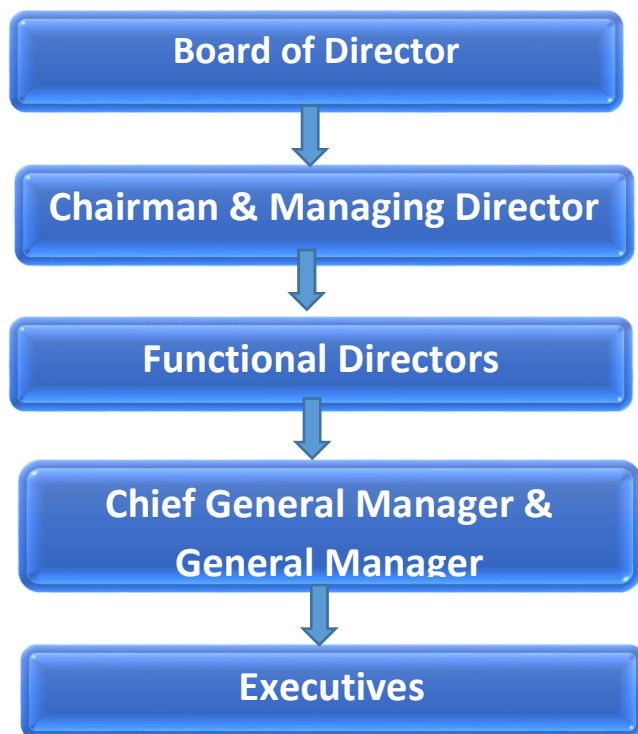 Board of Director
Chairman & Managing Director
Functional Directors
Chief General Manager &
General Manager
Executives